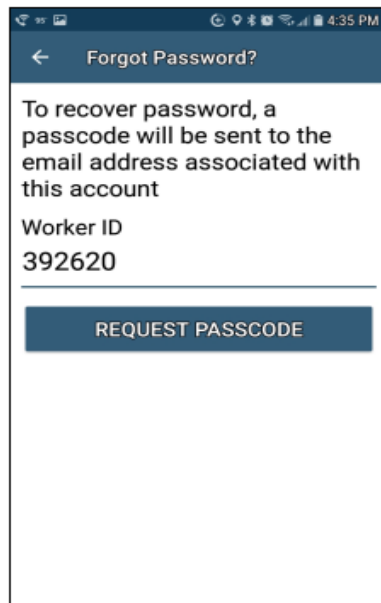 95° 4:35 PM
Forgot Password?
To recover password, a
passcode will be sent to the
email address associated with
this account
Worker ID
392620
REQUEST PASSCODE